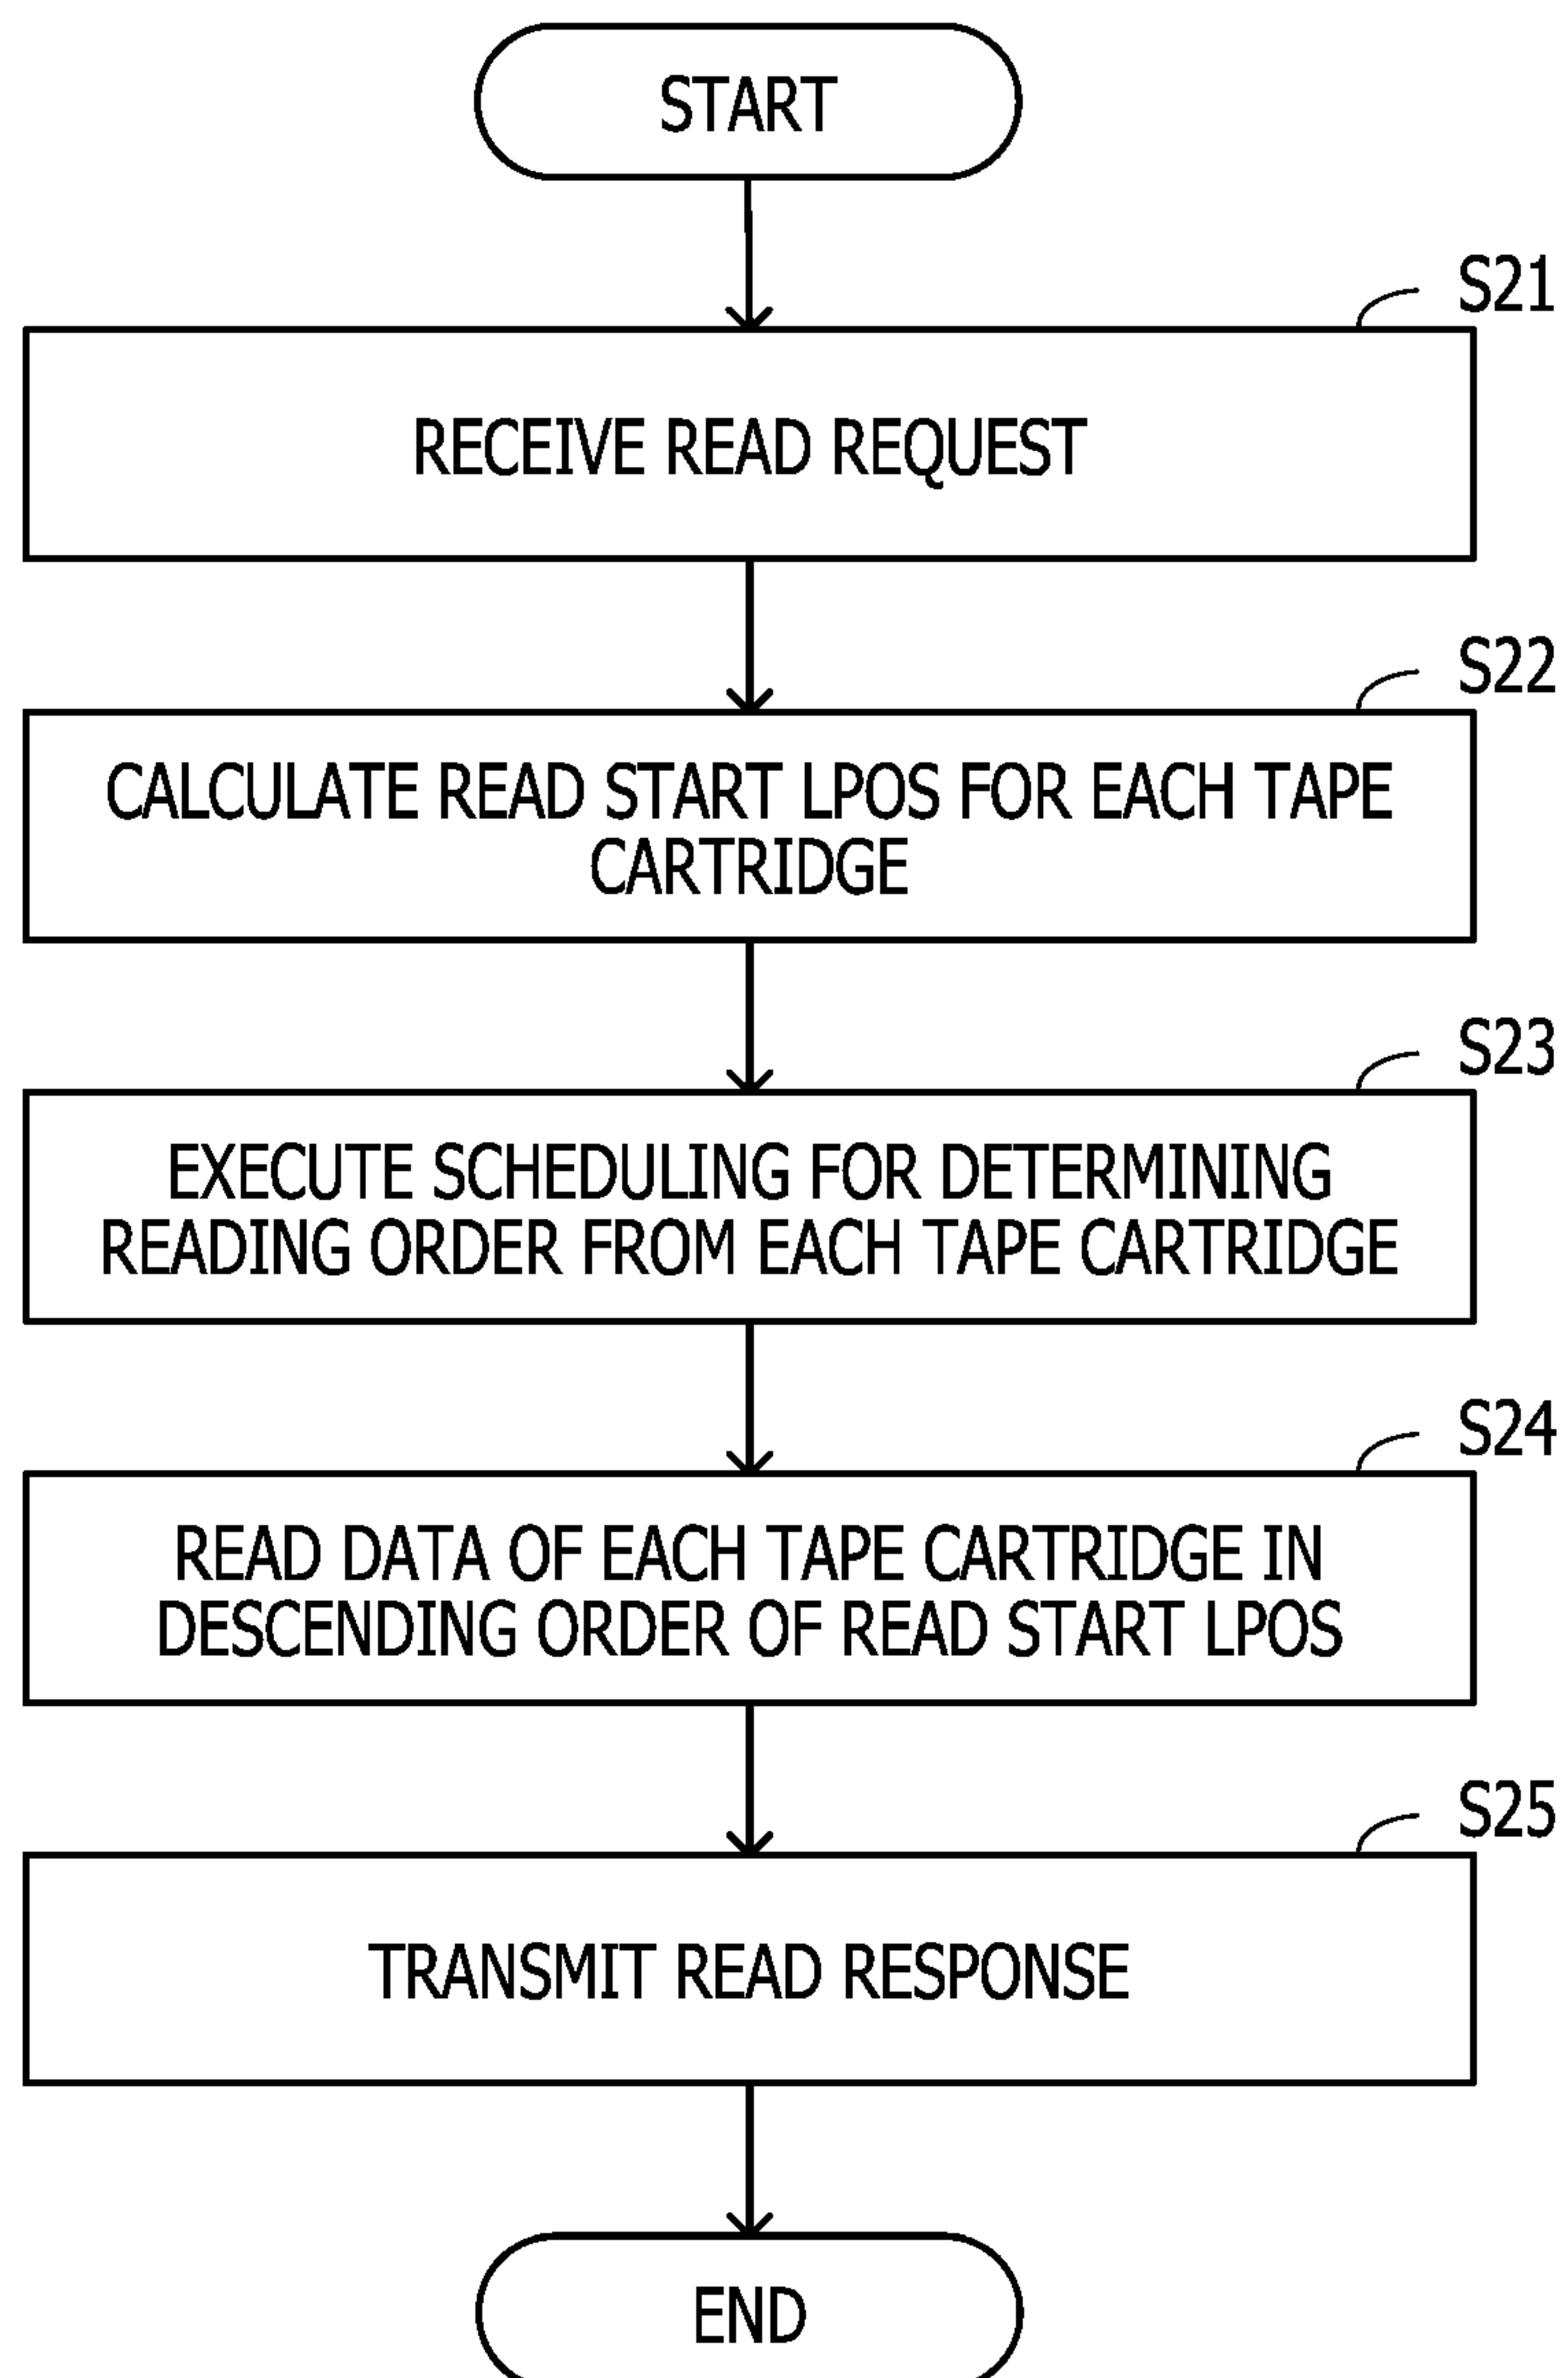 START
S21
RECEIVE READ REQUEST
S22
CALCULATE READ START LPOS FOR EACH TAPE
CARTRIDGE
S23
EXECUTE SCHEDULING FOR DETERMINING
READING ORDER FROM EACH TAPE CARTRIDGE
S24
READ DATA OF EACH TAPE CARTRIDGE IN
DESCENDING ORDER OF READ START LPOS
S25
TRANSMIT READ RESPONSE
END